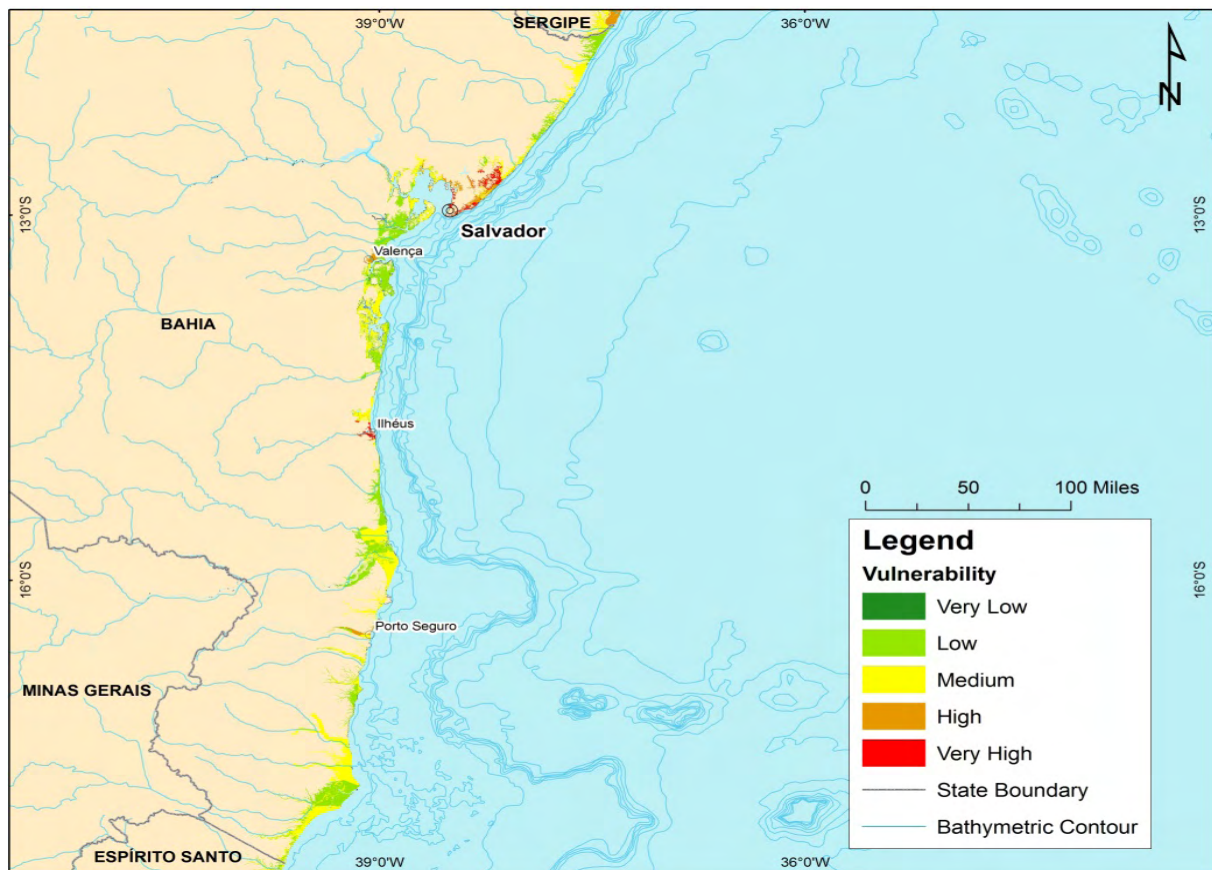 39°0'W
36°0'W
SERGIPE
N
13°0'S
13°0'S
Salvador
Valença
BAHIA
Ilhéus
0 50 100 Miles
Legend
Vulnerability
Very Low
Low
Medium
High
Very High
State Boundary
Bathymetric Contour
16°0'S
16°0'S
Porto Seguro
MINAS GERAIS
ESPÍRITO SANTO
39°0'W
36°0'W